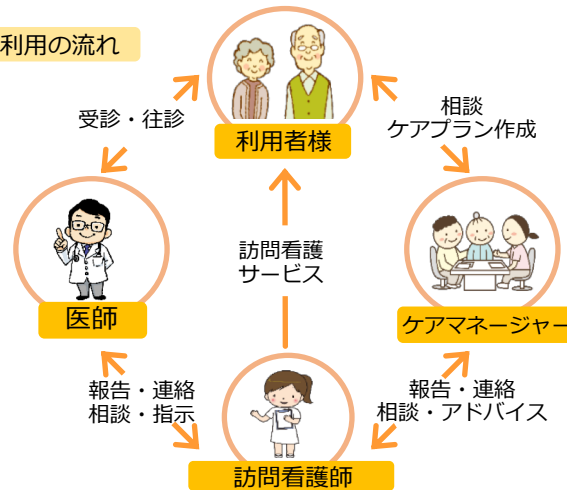 利用の流れ
受診・往診
相談
ケアプラン作成
利用者様
訪問看護
サービス
医師
ケアマネージャー
報告・連絡
相談・指示
報告・連絡
相談・アドバイス
訪問看護師